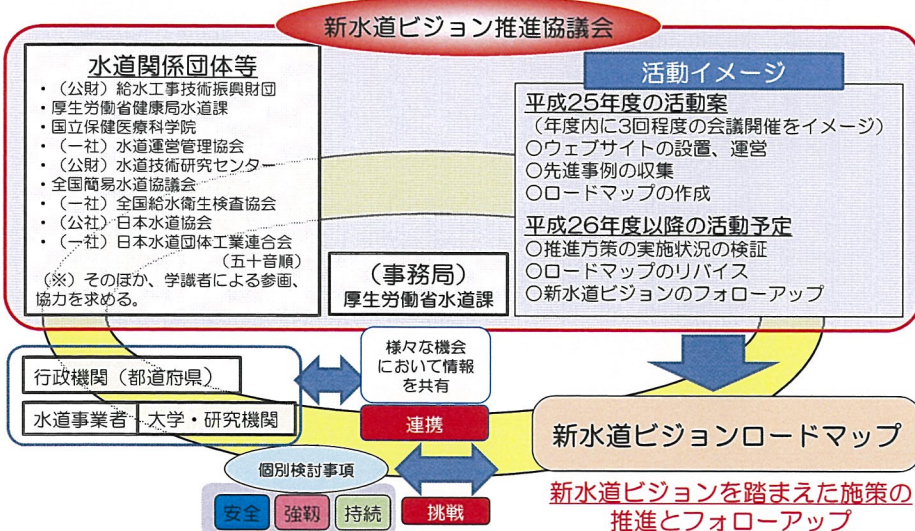 新水道ビジョン推進協議会
水道関係団体等
・（公財）給水工事技術振興財団
・厚生労働省健康局水道課
・国立保健医療科学院
・（一社）水道運営管理協会
・（公財）水道技術研究センター
・全国簡易水道協議会
・（一社）全国給水衛生検査協会
・（公社）日本水道協会
・（一社）日本水道団体工業連合会
（五十音順）
（※）そのほか、学識者による参画、
協力を求める。
（事務局）
厚生労働省水道課
活動イメージ
平成25年度の活動案
（年度内に3回程度の会議開催をイメージ）
○ウェブサイトの設置、運営
○先進事例の収集
○ロードマップの作成
平成26年度以降の活動予定
○推進方策の実施状況の検証
○ロードマップのリバイス
○新水道ビジョンのフォローアップ
行政機関（都道府県）
水道事業者
大学・研究機関
様々な機会
において情報
を共有
連携
個別検討事項
安全
強靱
持続
挑戦
新水道ビジョンロードマップ
新水道ビジョンを踏まえた施策の
推進とフォローアップ